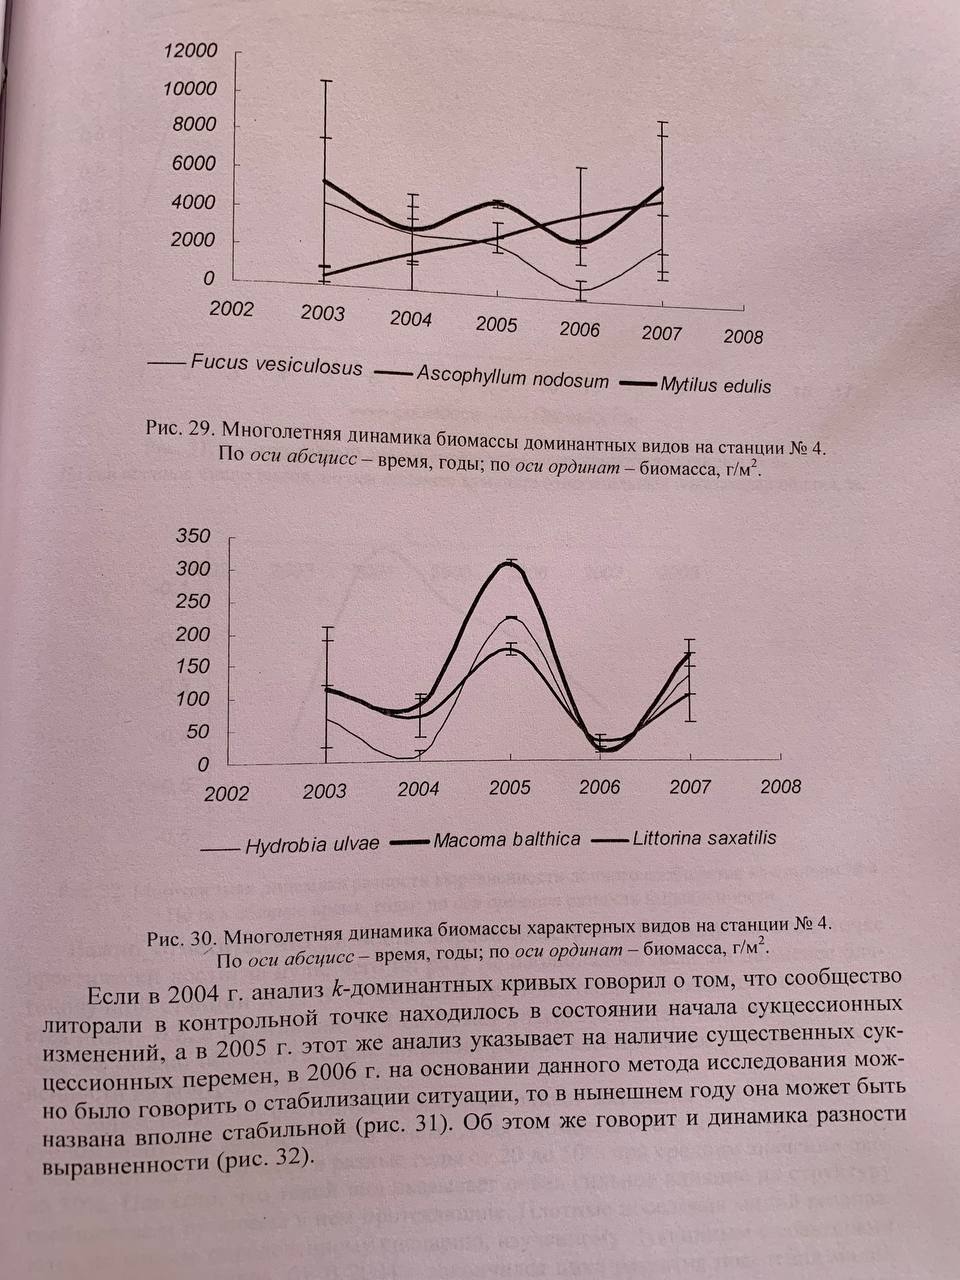 12000
10000
8000
6000
4000
2000
0
2002 2003 2004 2005 2006 2007 2008
Fucus vesiculosus Ascophyllum nodosum Mytilus edulis
Рис. 29. Многолетняя динамика биомассы доминантных видов на станции № 4.
По оси абсцисс – время, годы; по оси ординат – биомасса, г/м².
350
300
250
200
150
100
50
0
2002 2003 2004 2005 2006 2007 2008
Hydrobia ulvae Macoma balthica Littorina saxatilis
Рис. 30. Многолетняя динамика биомассы характерных видов на станции № 4.
По оси абсцисс – время, годы; по оси ординат – биомасса, г/м².
Если в 2004 г. анализ k-доминантных кривых говорил о том, что сообщество
литорали в контрольной точке находилось в состоянии начала сукцессионных
изменений, а в 2005 г. этот же анализ указывает на наличие существенных сук-
цессионных перемен, в 2006 г. на основании данного метода исследования мож-
но было говорить о стабилизации ситуации, то в нынешнем году она может быть
названа вполне стабильной (рис. 31). Об этом же говорит и динамика разности
выравненности (рис. 32).